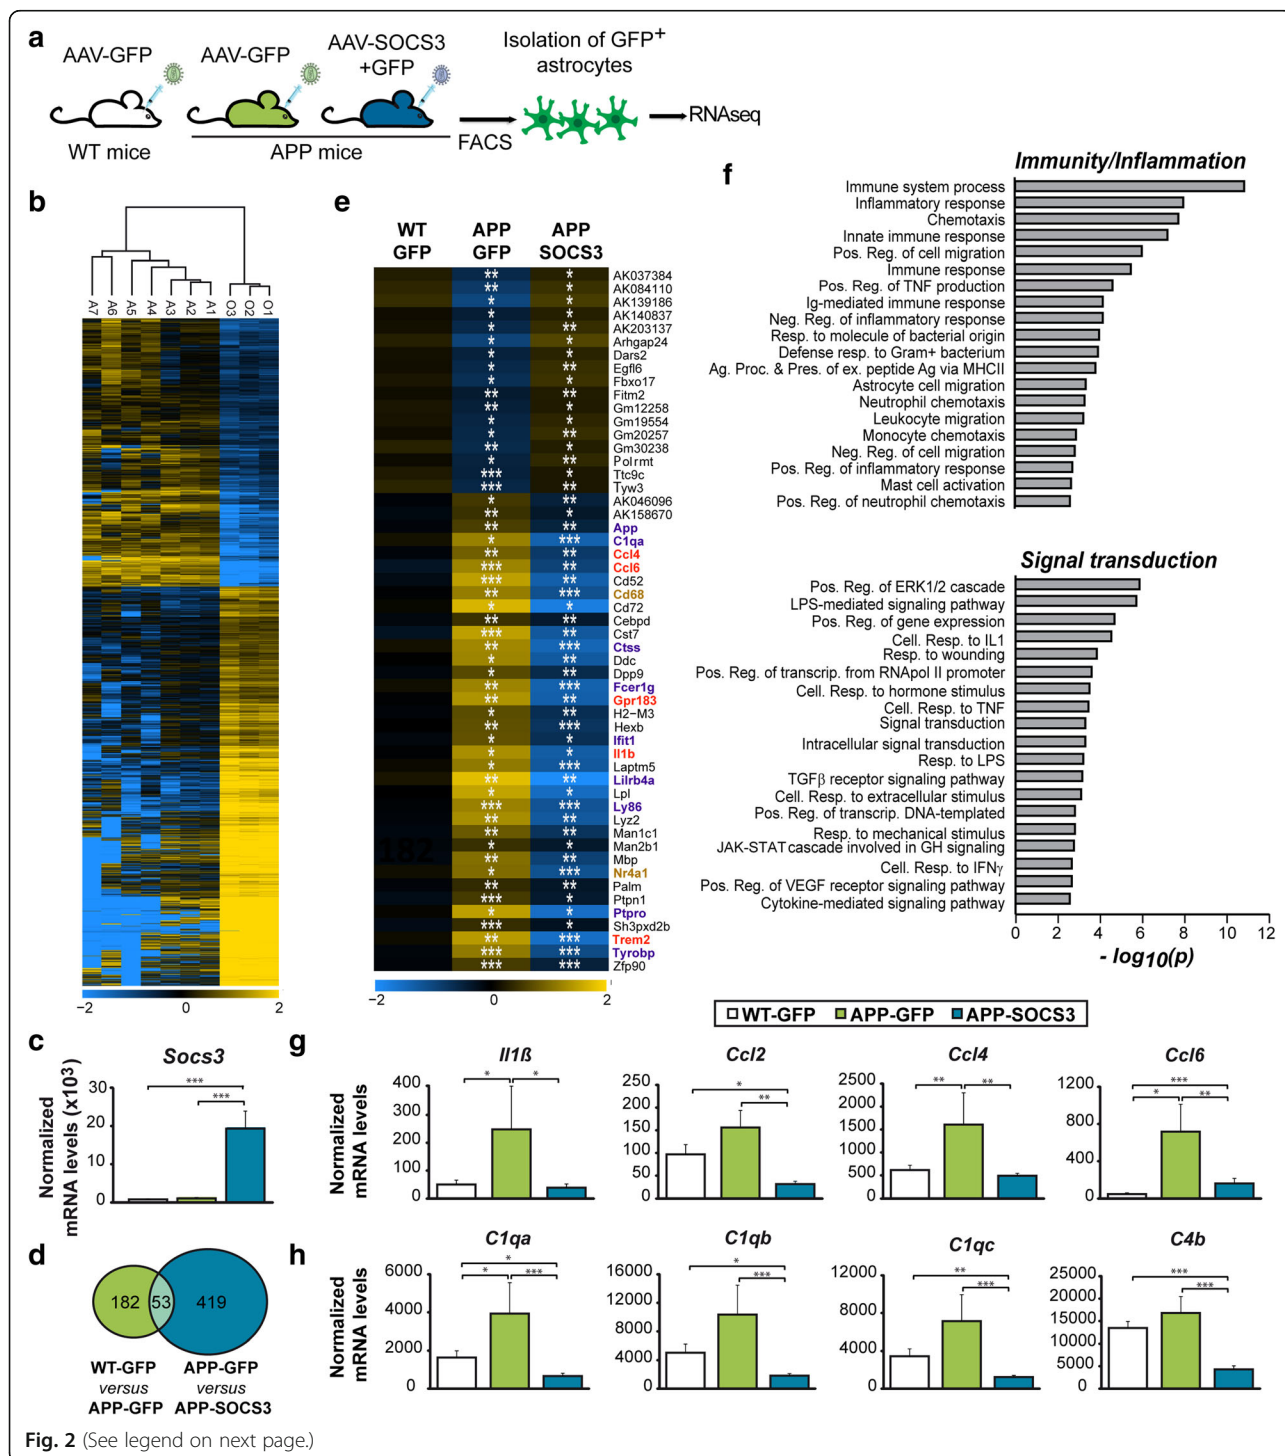 a
AAV-GFP
AAV-GFP
AAV-SOCS3
+GFP
Isolation of GFP+
astrocytes
WT mice
APP mice
FACS
RNAseq
b
A7 A6 A5 A4 A3 A2 A1 O3 O2 O1
−2 0 2
e
WT
GFP
APP
GFP
APP
SOCS3
** * AK037384
** * AK084110
* * AK139186
* * AK140837
* ** AK203137
* * Arhgap24
* * Dars2
* ** Egfl6
* * Fbxo17
** ** Fitm2
** * Gm12258
* * Gm19554
* ** Gm20257
** * Gm30238
* ** Polrmt
*** * Ttc9c
*** ** Tyw3
* ** AK046096
** * AK158670
** ** App
* *** C1qa
** ** Ccl4
*** ** Ccl6
*** ** Cd52
** *** Cd68
* * Cd72
** ** Cebpd
*** ** Cst7
** *** Ctss
* ** Ddc
* ** Dpp9
** *** Fcer1g
** ** Gpr183
* ** H2−M3
** *** Hexb
* * Ifit1
* * Il1b
* *** Laptm5
** ** Lilrb4a
* * Lpl
*** *** Ly86
** ** Lyz2
** ** Man1c1
* * Man2b1
** ** Mbp
* *** Nr4a1
** ** Palm
*** * Ptpn1
* * Ptpro
*** * Sh3pxd2b
** *** Trem2
*** *** Tyrobp
*** *** Zfp90
182
−2 0 2
f
Immunity/Inflammation
Immune system process
Inflammatory response
Chemotaxis
Innate immune response
Pos. Reg. of cell migration
Immune response
Pos. Reg. of TNF production
Ig-mediated immune response
Neg. Reg. of inflammatory response
Resp. to molecule of bacterial origin
Defense resp. to Gram+ bacterium
Ag. Proc. & Pres. of ex. peptide Ag via MHCII
Astrocyte cell migration
Neutrophil chemotaxis
Leukocyte migration
Monocyte chemotaxis
Neg. Reg. of cell migration
Pos. Reg. of inflammatory response
Mast cell activation
Pos. Reg. of neutrophil chemotaxis
Signal transduction
Pos. Reg. of ERK1/2 cascade
LPS-mediated signaling pathway
Pos. Reg. of gene expression
Cell. Resp. to IL1
Resp. to wounding
Pos. Reg. of transcrip. from RNApol II promoter
Cell. Resp. to hormone stimulus
Cell. Resp. to TNF
Signal transduction
Intracellular signal transduction
Resp. to LPS
TGFβ receptor signaling pathway
Cell. Resp. to extracellular stimulus
Pos. Reg. of transcrip. DNA-templated
Resp. to mechanical stimulus
JAK-STAT cascade involved in GH signaling
Cell. Resp. to IFNγ
Pos. Reg. of VEGF receptor signaling pathway
Cytokine-mediated signaling pathway
0 2 4 6 8 10 12
- log10(p)
WT-GFP APP-GFP APP-SOCS3
c
Socs3
Normalized
mRNA levels (x10³)
30
20
10
0
***
***
d
182 53 419
WT-GFP
versus
APP-GFP
APP-GFP
versus
APP-SOCS3
g
Normalized
mRNA levels
Il1ß
400
300
200
100
0
* *
Ccl2
250
200
150
100
50
0
*
**
Ccl4
2500
2000
1500
1000
500
0
** **
Ccl6
1200
800
400
0
***
* **
h
Normalized
mRNA levels
C1qa
6000
4000
2000
0
*
* ***
C1qb
16000
12000
8000
4000
0
*
***
C1qc
12000
8000
4000
0
**
***
C4b
25000
20000
15000
10000
5000
0
***
***
Fig. 2 (See legend on next page.)